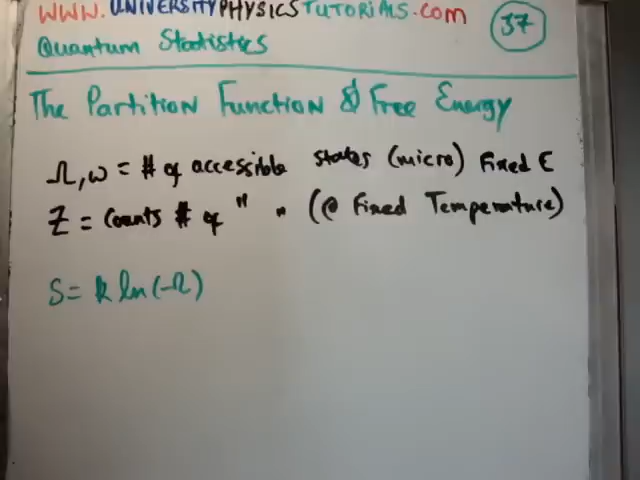 WWW.UNIVERSITYPHYSICSTUTORIALS.COM
37
Quantum Statistics
The Partition Function & Free Energy
Ω, ω = # of accessible states (micro) Fixed E
Z = Counts # of " " (@ Fixed Temperature)
S = k ln(Ω)